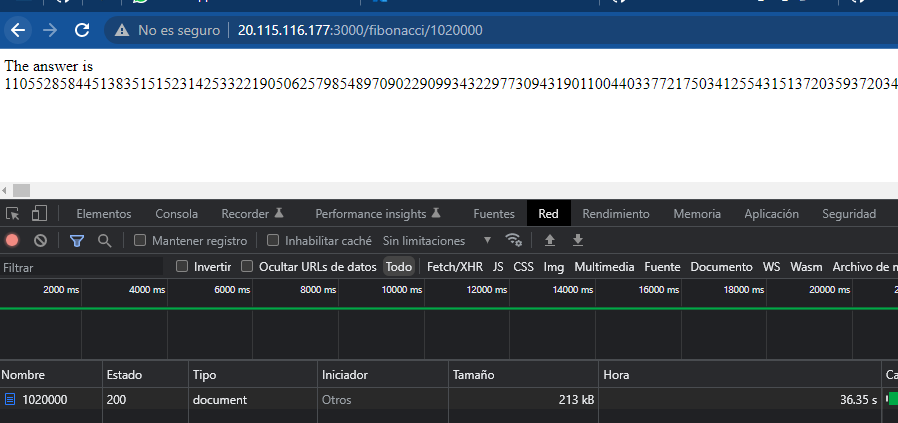 No es seguro 20.115.116.177:3000/fibonacci/1020000
The answer is
1105528584451383515152314253322190506257985489709022909934322977309431901100440337721750341255431513720359372034
Elementos Consola Recorder Performance insights Fuentes Red Rendimiento Memoria Aplicación Seguridad
Mantener registro Inhabilitar caché Sin limitaciones
Filtrar Invertir Ocultar URLs de datos Todo Fetch/XHR JS CSS Img Multimedia Fuente Documento WS Wasm Archivo de
2000 ms 4000 ms 6000 ms 8000 ms 10000 ms 12000 ms 14000 ms 16000 ms 18000 ms 20000 ms
Nombre Estado Tipo Iniciador Tamaño Hora
1020000 200 document Otros 213 kB 36.35 s